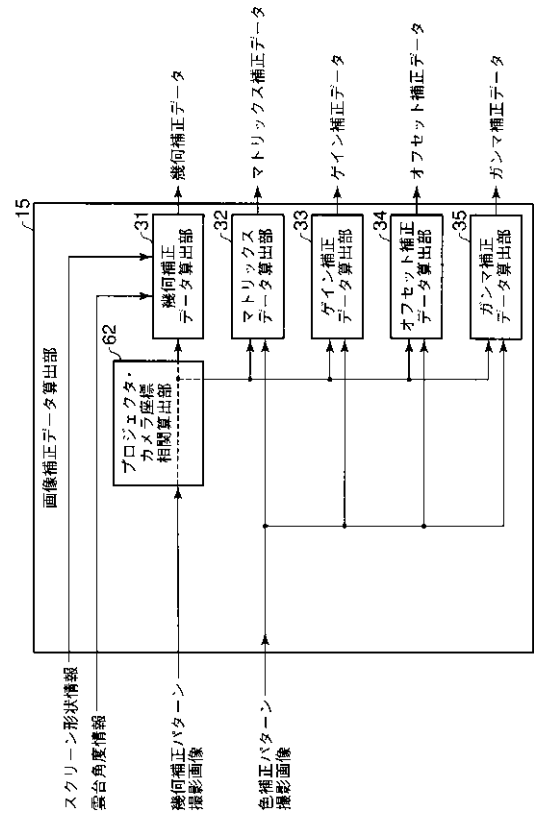 15
画像補正データ算出部
スクリーン形状情報
雲台角度情報
幾何補正パターン
撮影画像
色補正パターン
撮影画像
62
プロジェクタ・
カメラ座標
相関算出部
31
幾何補正
データ算出部
幾何補正データ
32
マトリックス
データ算出部
マトリックス補正データ
33
ゲイン補正
データ算出部
ゲイン補正データ
34
オフセット補正
データ算出部
オフセット補正データ
35
ガンマ補正
データ算出部
ガンマ補正データ